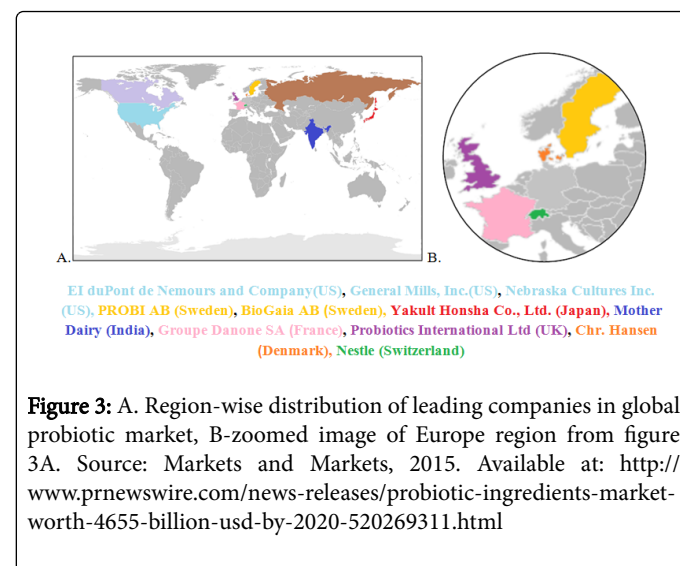 A.
B.
EI duPont de Nemours and Company(US), General Mills, Inc.(US), Nebraska Cultures Inc.
(US), PROBI AB (Sweden), BioGaia AB (Sweden), Yakult Honsha Co., Ltd. (Japan), Mother
Dairy (India), Groupe Danone SA (France), Probiotics International Ltd (UK), Chr. Hansen
(Denmark), Nestle (Switzerland)
Figure 3: A. Region-wise distribution of leading companies in global
probiotic market, B-zoomed image of Europe region from figure
3A. Source: Markets and Markets, 2015. Available at: http://
www.prnewswire.com/news-releases/probiotic-ingredients-market-
worth-4655-billion-usd-by-2020-520269311.html